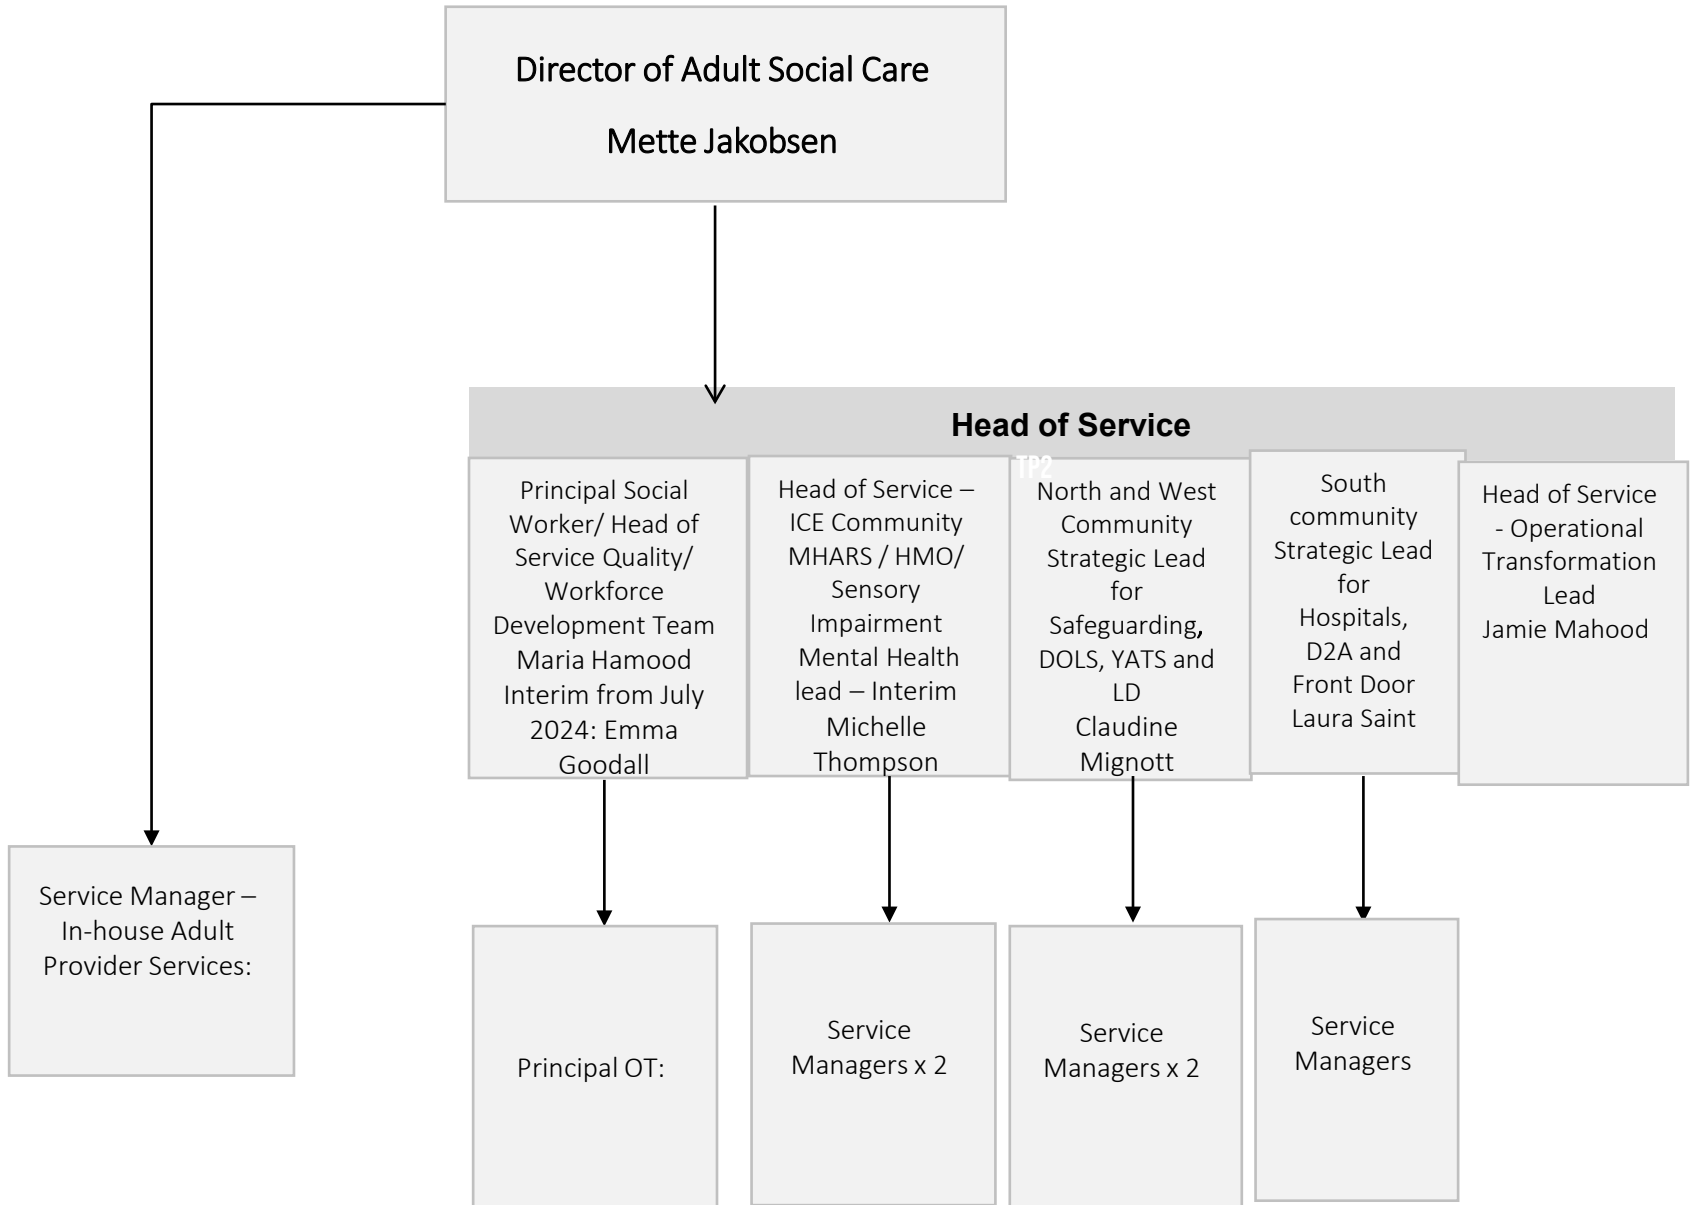 Director of Adult Social Care
Mette Jakobsen
Head of Service
TP2
Principal Social
Worker/ Head of
Service Quality/
Workforce
Development Team
Maria Hamood
Interim from July
2024: Emma
Goodall
Head of Service –
ICE Community
MHARS / HMO/
Sensory
Impairment
Mental Health
lead – Interim
Michelle
Thompson
North and West
Community
Strategic Lead
for
Safeguarding,
DOLS, YATS and
LD
Claudine
Mignott
South
community
Strategic Lead
for
Hospitals,
D2A and
Front Door
Laura Saint
Head of Service
- Operational
Transformation
Lead
Jamie Mahood
Service Manager –
In-house Adult
Provider Services:
Principal OT:
Service
Managers x 2
Service
Managers x 2
Service
Managers